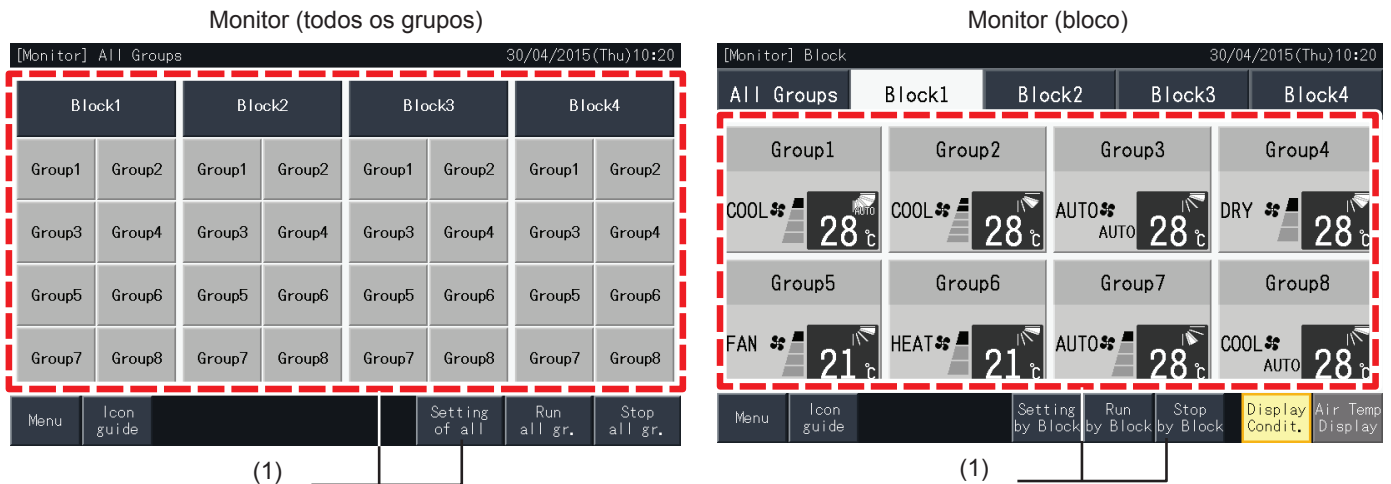 Monitor (todos os grupos)
[Monitor] All Groups 30/04/2015(Thu)10:20
Block1 Block2 Block3 Block4
Group1 Group2 Group1 Group2 Group1 Group2 Group1 Group2
Group3 Group4 Group3 Group4 Group3 Group4 Group3 Group4
Group5 Group6 Group5 Group6 Group5 Group6 Group5 Group6
Group7 Group8 Group7 Group8 Group7 Group8 Group7 Group8
Menu Icon guide Setting of all Run all gr. Stop all gr.
(1)
Monitor (bloco)
[Monitor] Block 30/04/2015(Thu)10:20
All Groups Block1 Block2 Block3 Block4
Group1 Group2 Group3 Group4
COOL AUTO 28℃ COOL 28℃ AUTO AUTO 28℃ DRY 28℃
Group5 Group6 Group7 Group8
FAN 21℃ HEAT 21℃ AUTO 28℃ COOL AUTO 28℃
Menu Icon guide Setting by Block Run by Block Stop by Block Display Condit. Air Temp Display
(1)